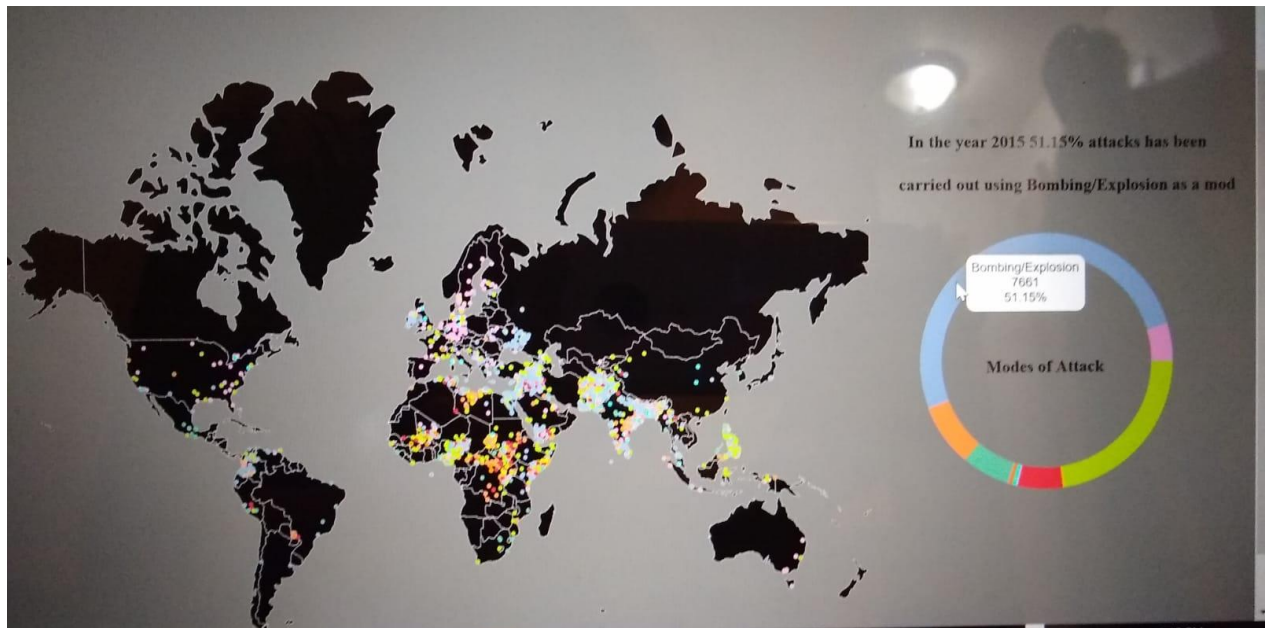 In the year 2015 51.15% attacks has been
carried out using Bombing/Explosion as a mod
Bombing/Explosion
7661
51.15%
Modes of Attack